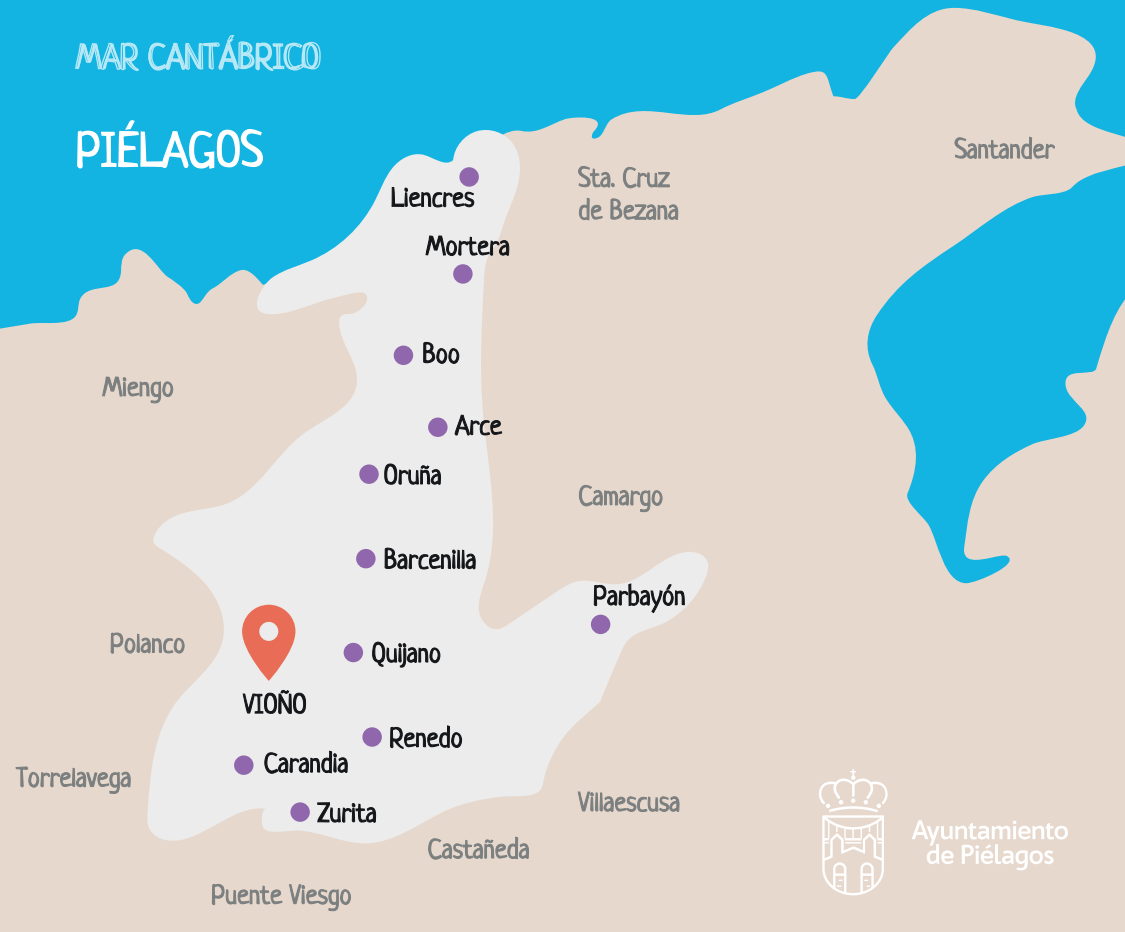 MAR CANTÁBRICO
PIÉLAGOS
Santander
Sta. Cruz
de Bezana
Liencres
Mortera
Boo
Miengo
Arce
Oruña
Camargo
Barcenilla
Parbayón
Polanco
Quijano
VIOÑO
Renedo
Carandia
Torrelavega
Villaescusa
Zurita
Ayuntamiento
de Piélagos
Castañeda
Puente Viesgo